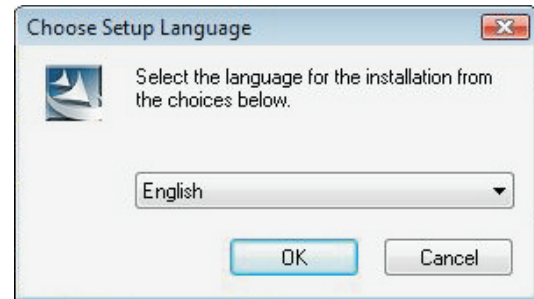 Choose Setup Language
Select the language for the installation from
the choices below.
English
OK
Cancel